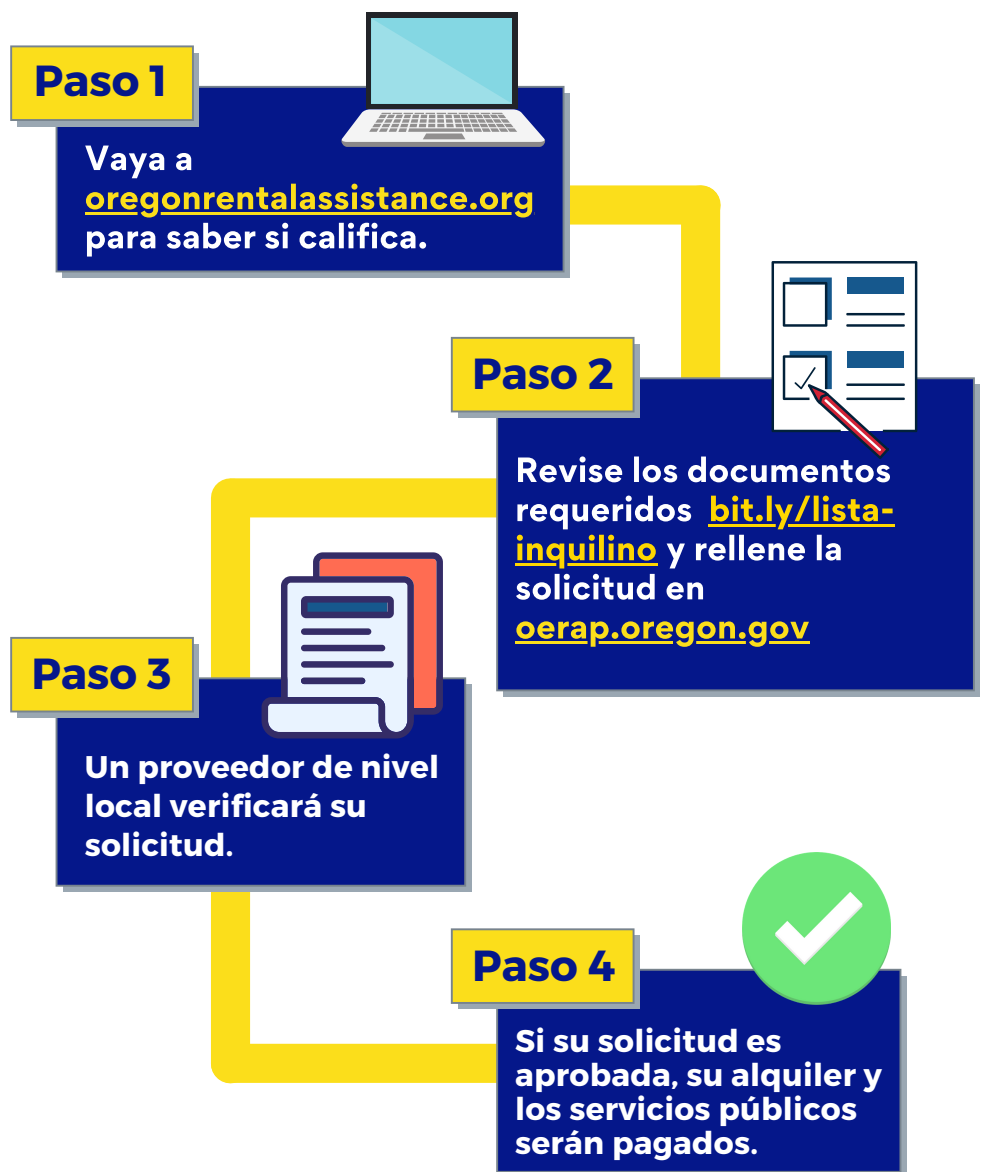 Paso 1
Vaya a
oregonrentalassistance.org
para saber si califica.
Paso 2
Revise los documentos
requeridos bit.ly/lista-
inquilino y rellene la
solicitud en
oerap.oregon.gov
Paso 3
Un proveedor de nivel
local verificará su
solicitud.
Paso 4
Si su solicitud es
aprobada, su alquiler y
los servicios públicos
serán pagados.